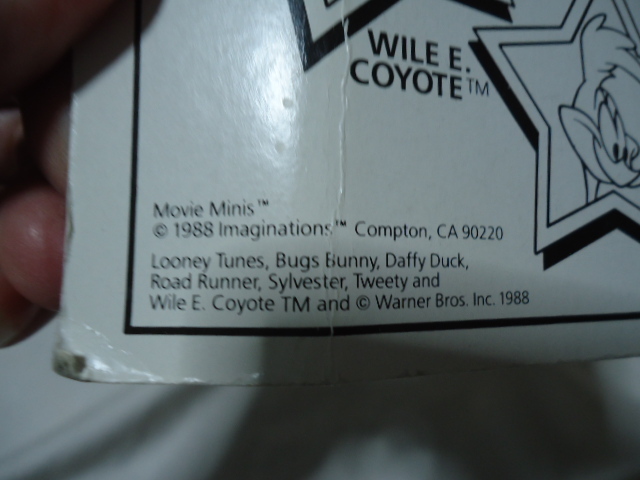 WILE E.
COYOTE™
Movie Minis™
© 1988 Imaginations™ Compton, CA 90220
Looney Tunes, Bugs Bunny, Daffy Duck,
Road Runner, Sylvester, Tweety and
Wile E. Coyote TM and © Warner Bros. Inc. 1988